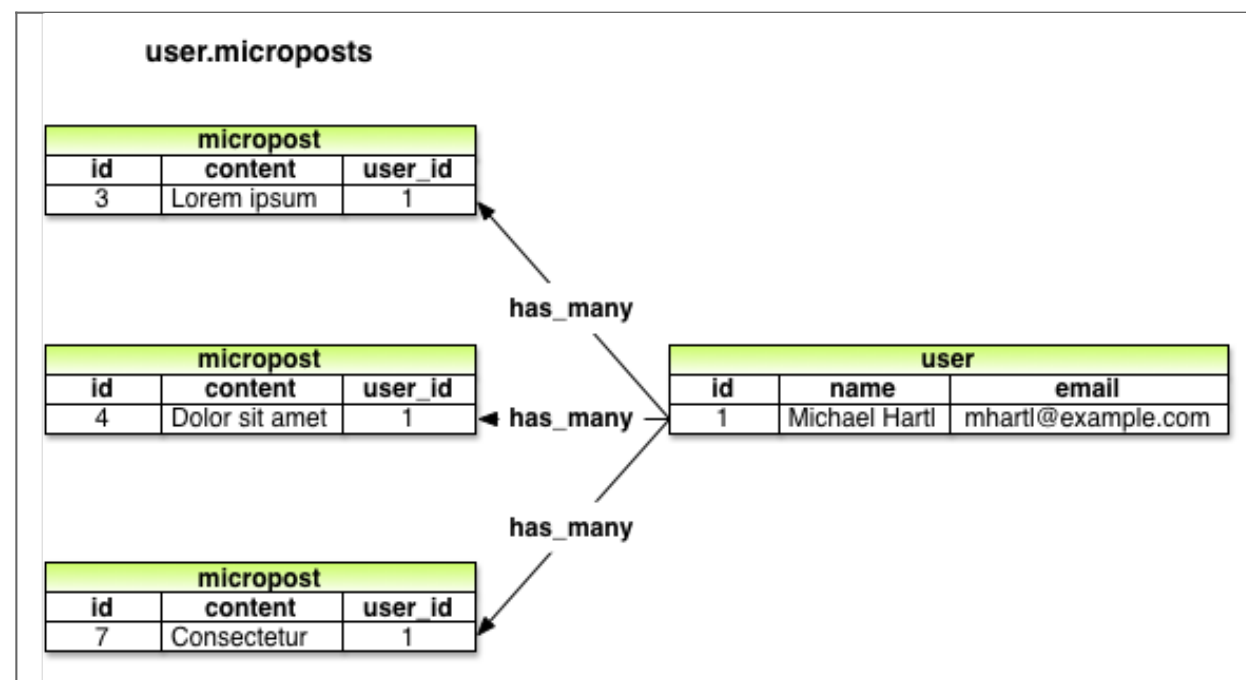 user.microposts
micropost
id content user_id
3 Lorem ipsum 1
has_many
micropost
id content user_id
4 Dolor sit amet 1
has_many
user
id name email
1 Michael Hartl mhartl@example.com
has_many
micropost
id content user_id
7 Consectetur 1